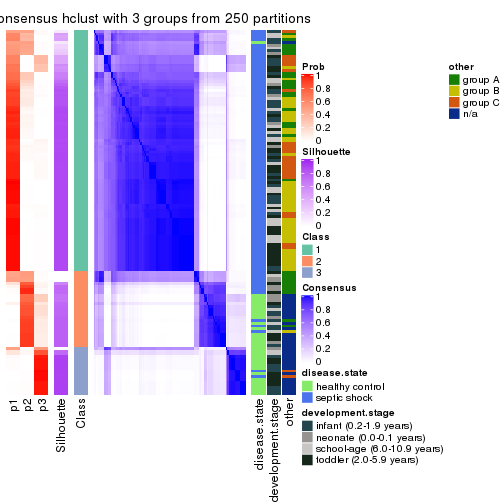 onsensus hclust with 3 groups from 250 partitions
Prob
1
0.8
0.6
0.4
0.2
0
Silhouette
1
0.8
0.6
0.4
0.2
0
Class
1
2
3
Consensus
1
0.8
0.6
0.4
0.2
0
disease.state
healthy control
septic shock
development.stage
infant (0.2-1.9 years)
neonate (0.0-0.1 years)
school-age (6.0-10.9 years)
toddler (2.0-5.9 years)
other
group A
group B
group C
n/a
p1
p2
p3
Silhouette
Class
disease.state
development.stage
other